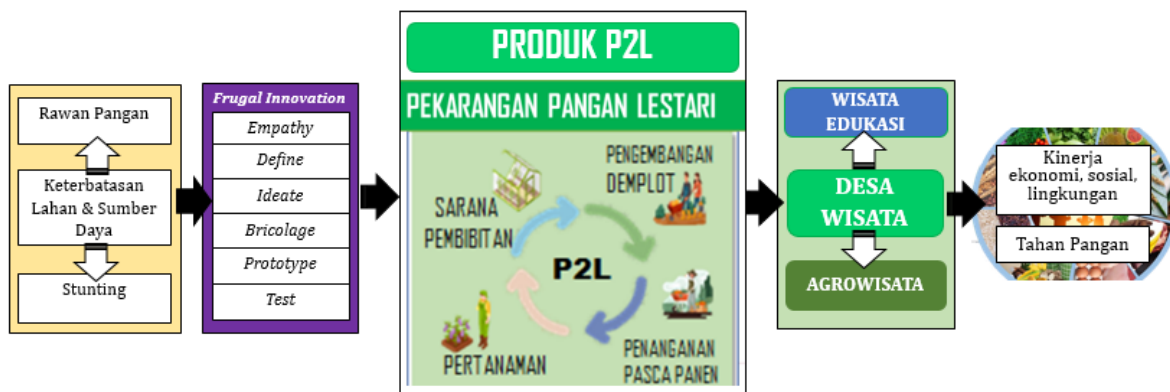 Rawan Pangan
Keterbatasan
Lahan & Sumber
Daya
Stunting
Frugal Innovation
Empathy
Define
Ideate
Bricolage
Prototype
Test
PRODUK P2L
PEKARANGAN PANGAN LESTARI
SARANA
PEMBIBITAN
PENGEMBANGAN
DEMPLOT
P2L
PERTANAMAN
PENANGANAN
PASCA PANEN
WISATA
EDUKASI
DESA
WISATA
AGROWISATA
Kinerja
ekonomi, sosial,
lingkungan
Tahan Pangan